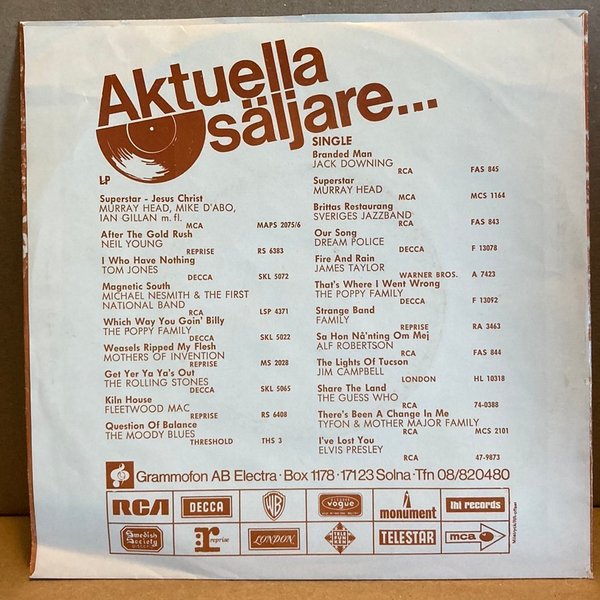 Aktuella
säljare...
LP
Superstar - Jesus Christ
MURRAY HEAD, MIKE D'ABO,
IAN GILLAN m. fl.
MCA MAPS 2075/6
After The Gold Rush
NEIL YOUNG
REPRISE RS 6383
I Who Have Nothing
TOM JONES
DECCA SKL 5072
Magnetic South
MICHAEL NESMITH & THE FIRST
NATIONAL BAND
RCA LSP 4371
Which Way You Goin' Billy
THE POPPY FAMILY
DECCA SKL 5022
Weasels Ripped My Flesh
MOTHERS OF INVENTION
REPRISE MS 2028
Get Yer Ya Ya's Out
THE ROLLING STONES
DECCA SKL 5065
Kiln House
FLEETWOOD MAC
REPRISE RS 6408
Question Of Balance
THE MOODY BLUES
THRESHOLD THS 3
SINGLE
Branded Man
JACK DOWNING
RCA FAS 845
Superstar
MURRAY HEAD
MCA MCS 1164
Brittas Restaurang
SVERIGES JAZZBAND
RCA FAS 843
Our Song
DREAM POLICE
DECCA F 13078
Fire And Rain
JAMES TAYLOR
WARNER BROS. A 7423
That's Where I Went Wrong
THE POPPY FAMILY
DECCA F 13092
Strange Band
FAMILY
REPRISE RA 3463
Sa Hon Nå'nting Om Mej
ALF ROBERTSON
RCA FAS 844
The Lights Of Tucson
JIM CAMPBELL
LONDON HL 10318
Share The Land
THE GUESS WHO
RCA 74-0388
There's Been A Change In Me
TYFON & MOTHER MAJOR FAMILY
MCA MCS 2101
I've Lost You
ELVIS PRESLEY
RCA 47-9873
Grammofon AB Electra · Box 1178 · 171 23 Solna · Tfn 08/820480
RCA DECCA WB vogue monument lhi records
Swedish Society reprise LONDON TELEFUNKEN TELESTAR mca